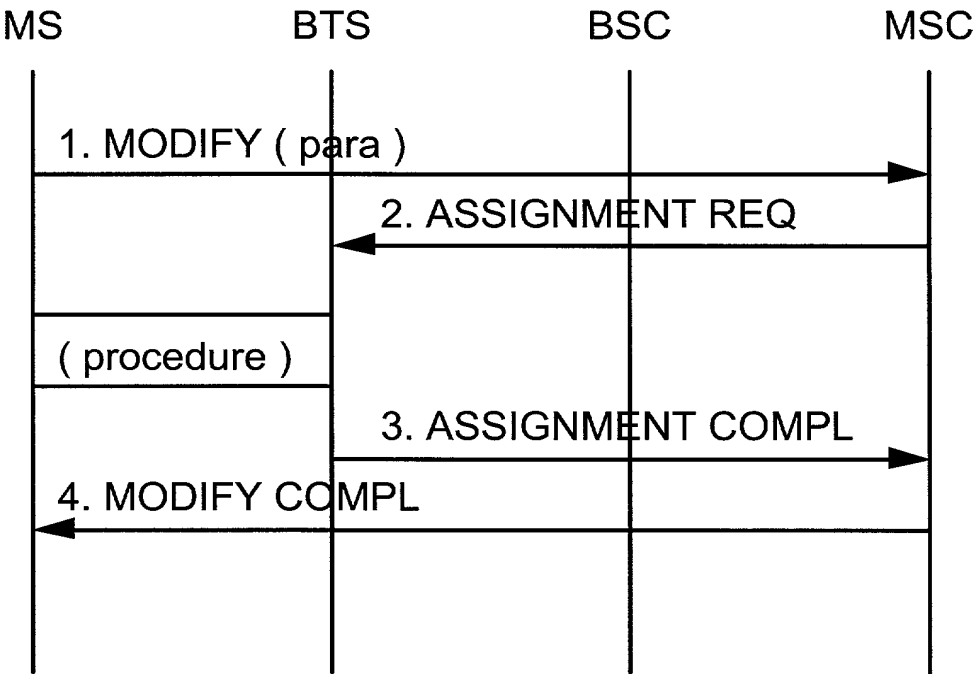 MS BTS BSC MSC
1. MODIFY ( para )
2. ASSIGNMENT REQ
( procedure )
3. ASSIGNMENT COMPL
4. MODIFY COMPL